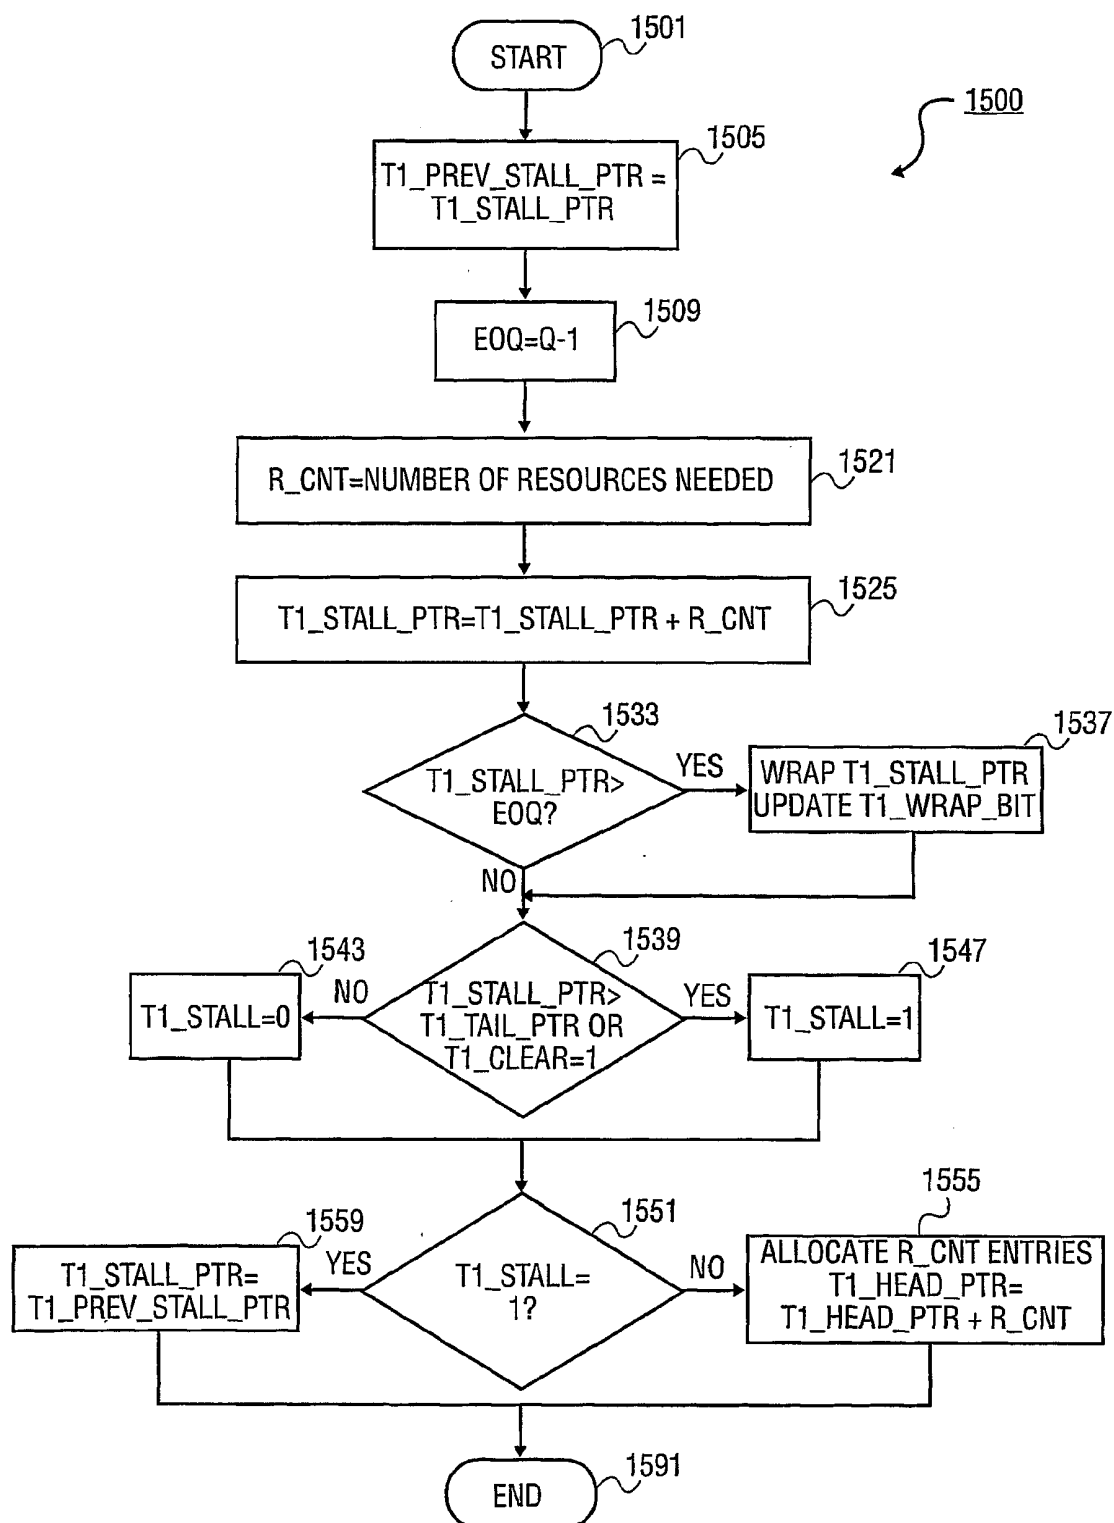 1501
START
1500
1505
T1_PREV_STALL_PTR =
T1_STALL_PTR
1509
EOQ=Q-1
1521
R_CNT=NUMBER OF RESOURCES NEEDED
1525
T1_STALL_PTR=T1_STALL_PTR + R_CNT
1533
1537
T1_STALL_PTR>
EOQ?
YES
WRAP T1_STALL_PTR
UPDATE T1_WRAP_BIT
NO
1543
1539
1547
T1_STALL=0
NO
T1_STALL_PTR>
T1_TAIL_PTR OR
T1_CLEAR=1
YES
T1_STALL=1
1559
1551
1555
T1_STALL_PTR=
T1_PREV_STALL_PTR
YES
T1_STALL=
1?
NO
ALLOCATE R_CNT ENTRIES
T1_HEAD_PTR=
T1_HEAD_PTR + R_CNT
1591
END